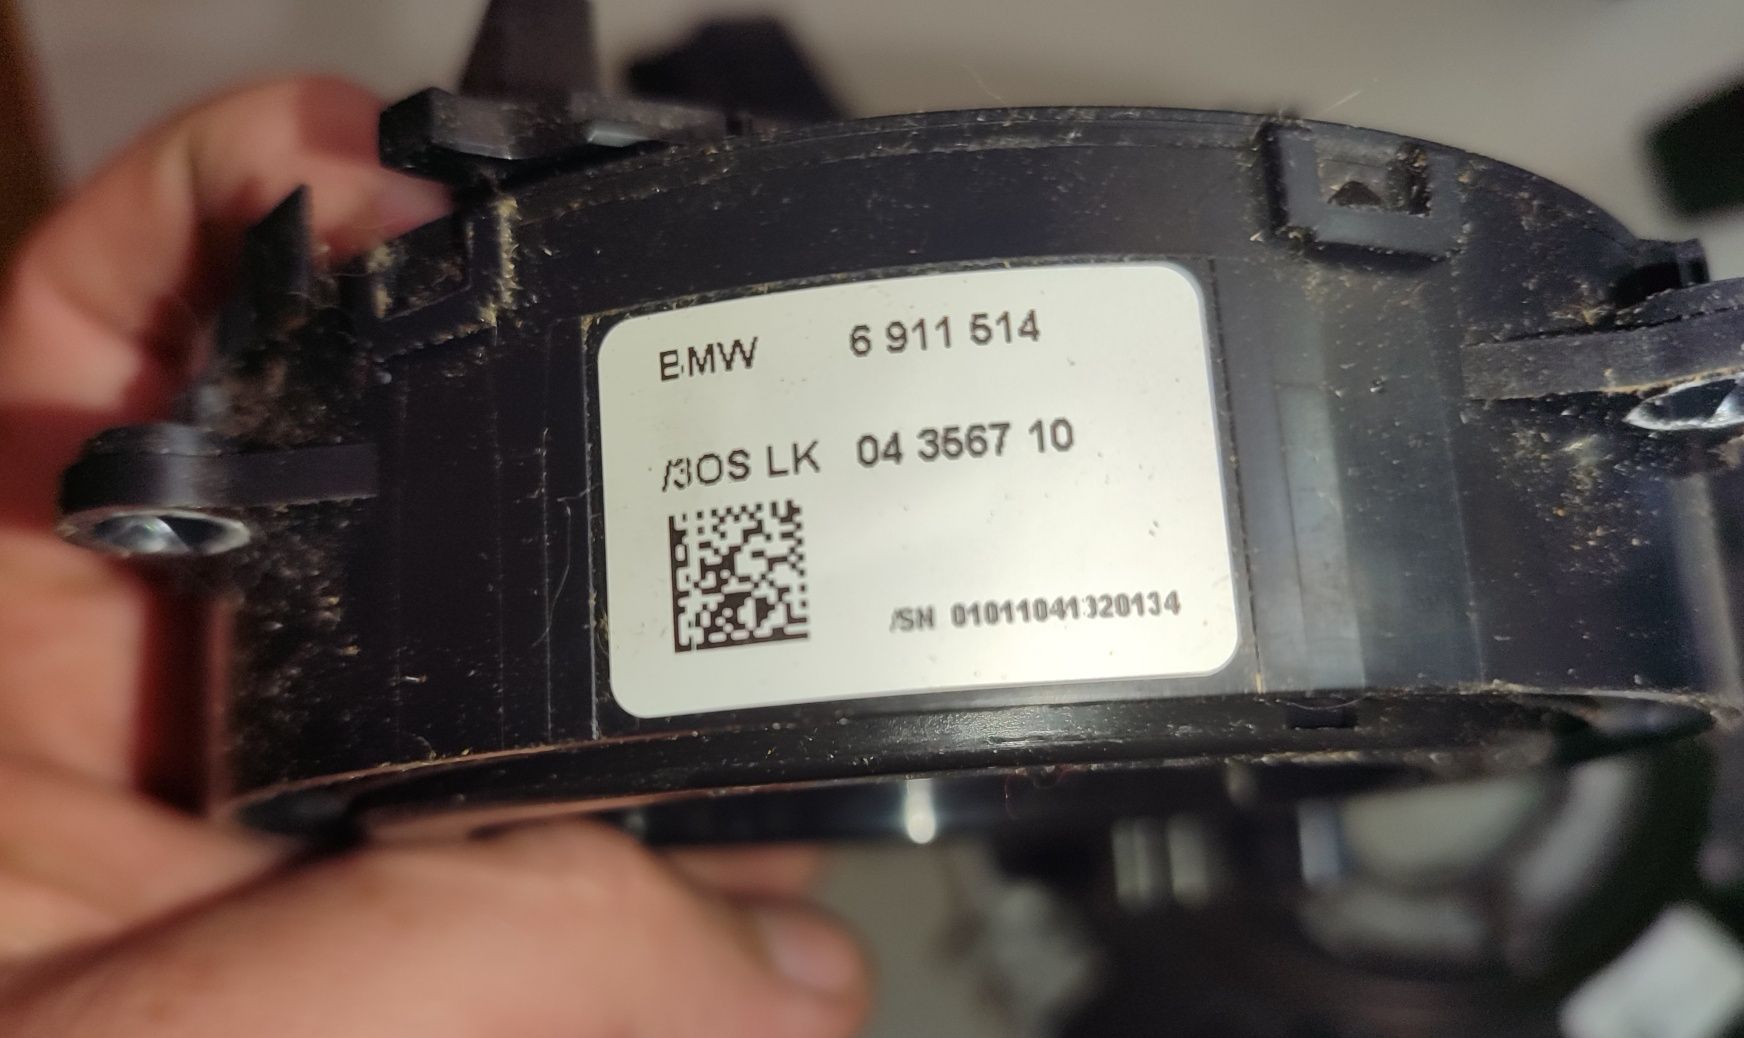 BMW 6 911 514
/3OS LK 04 3567 10
/SN 01011041320134